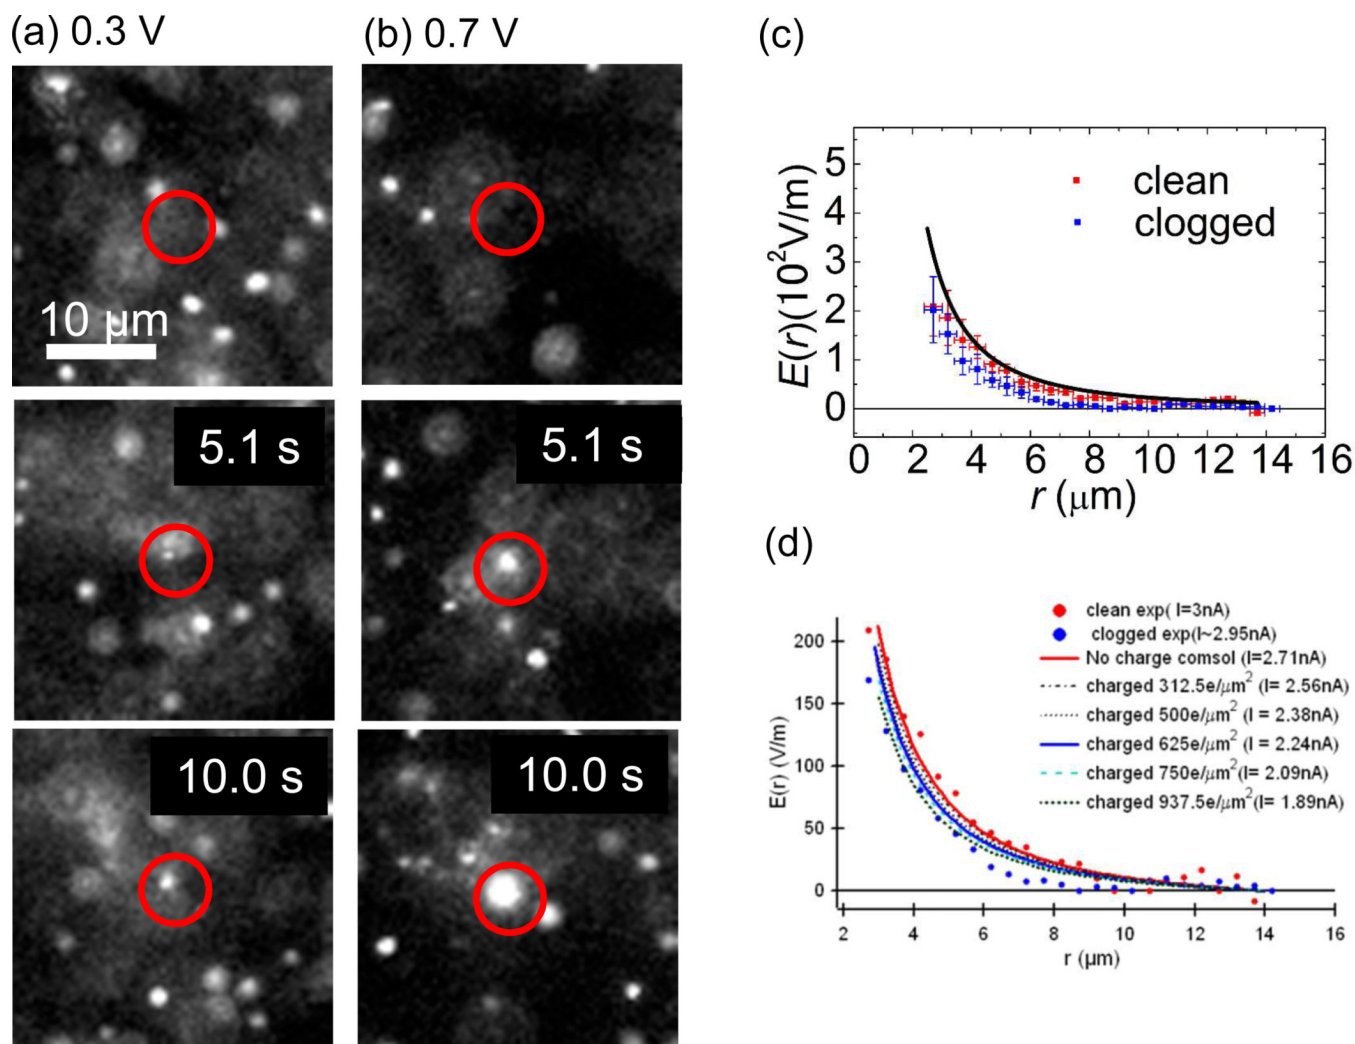 (a) 0.3 V
(b) 0.7 V
10 µm
5.1 s
5.1 s
10.0 s
10.0 s
(c)
E(r)(10²V/m)
5
4
3
2
1
0
clean
clogged
0 2 4 6 8 10 12 14 16
r (µm)
(d)
E(r) (V/m)
200
150
100
50
0
clean exp( I=3nA)
clogged exp(I~2.95nA)
No charge comsol (I=2.71nA)
charged 312.5e/µm² (I= 2.56nA)
charged 500e/µm² (I = 2.38nA)
charged 625e/µm² (I = 2.24nA)
charged 750e/µm²(I= 2.09nA)
charged 937.5e/µm²(I= 1.89nA)
2 4 6 8 10 12 14 16
r (µm)